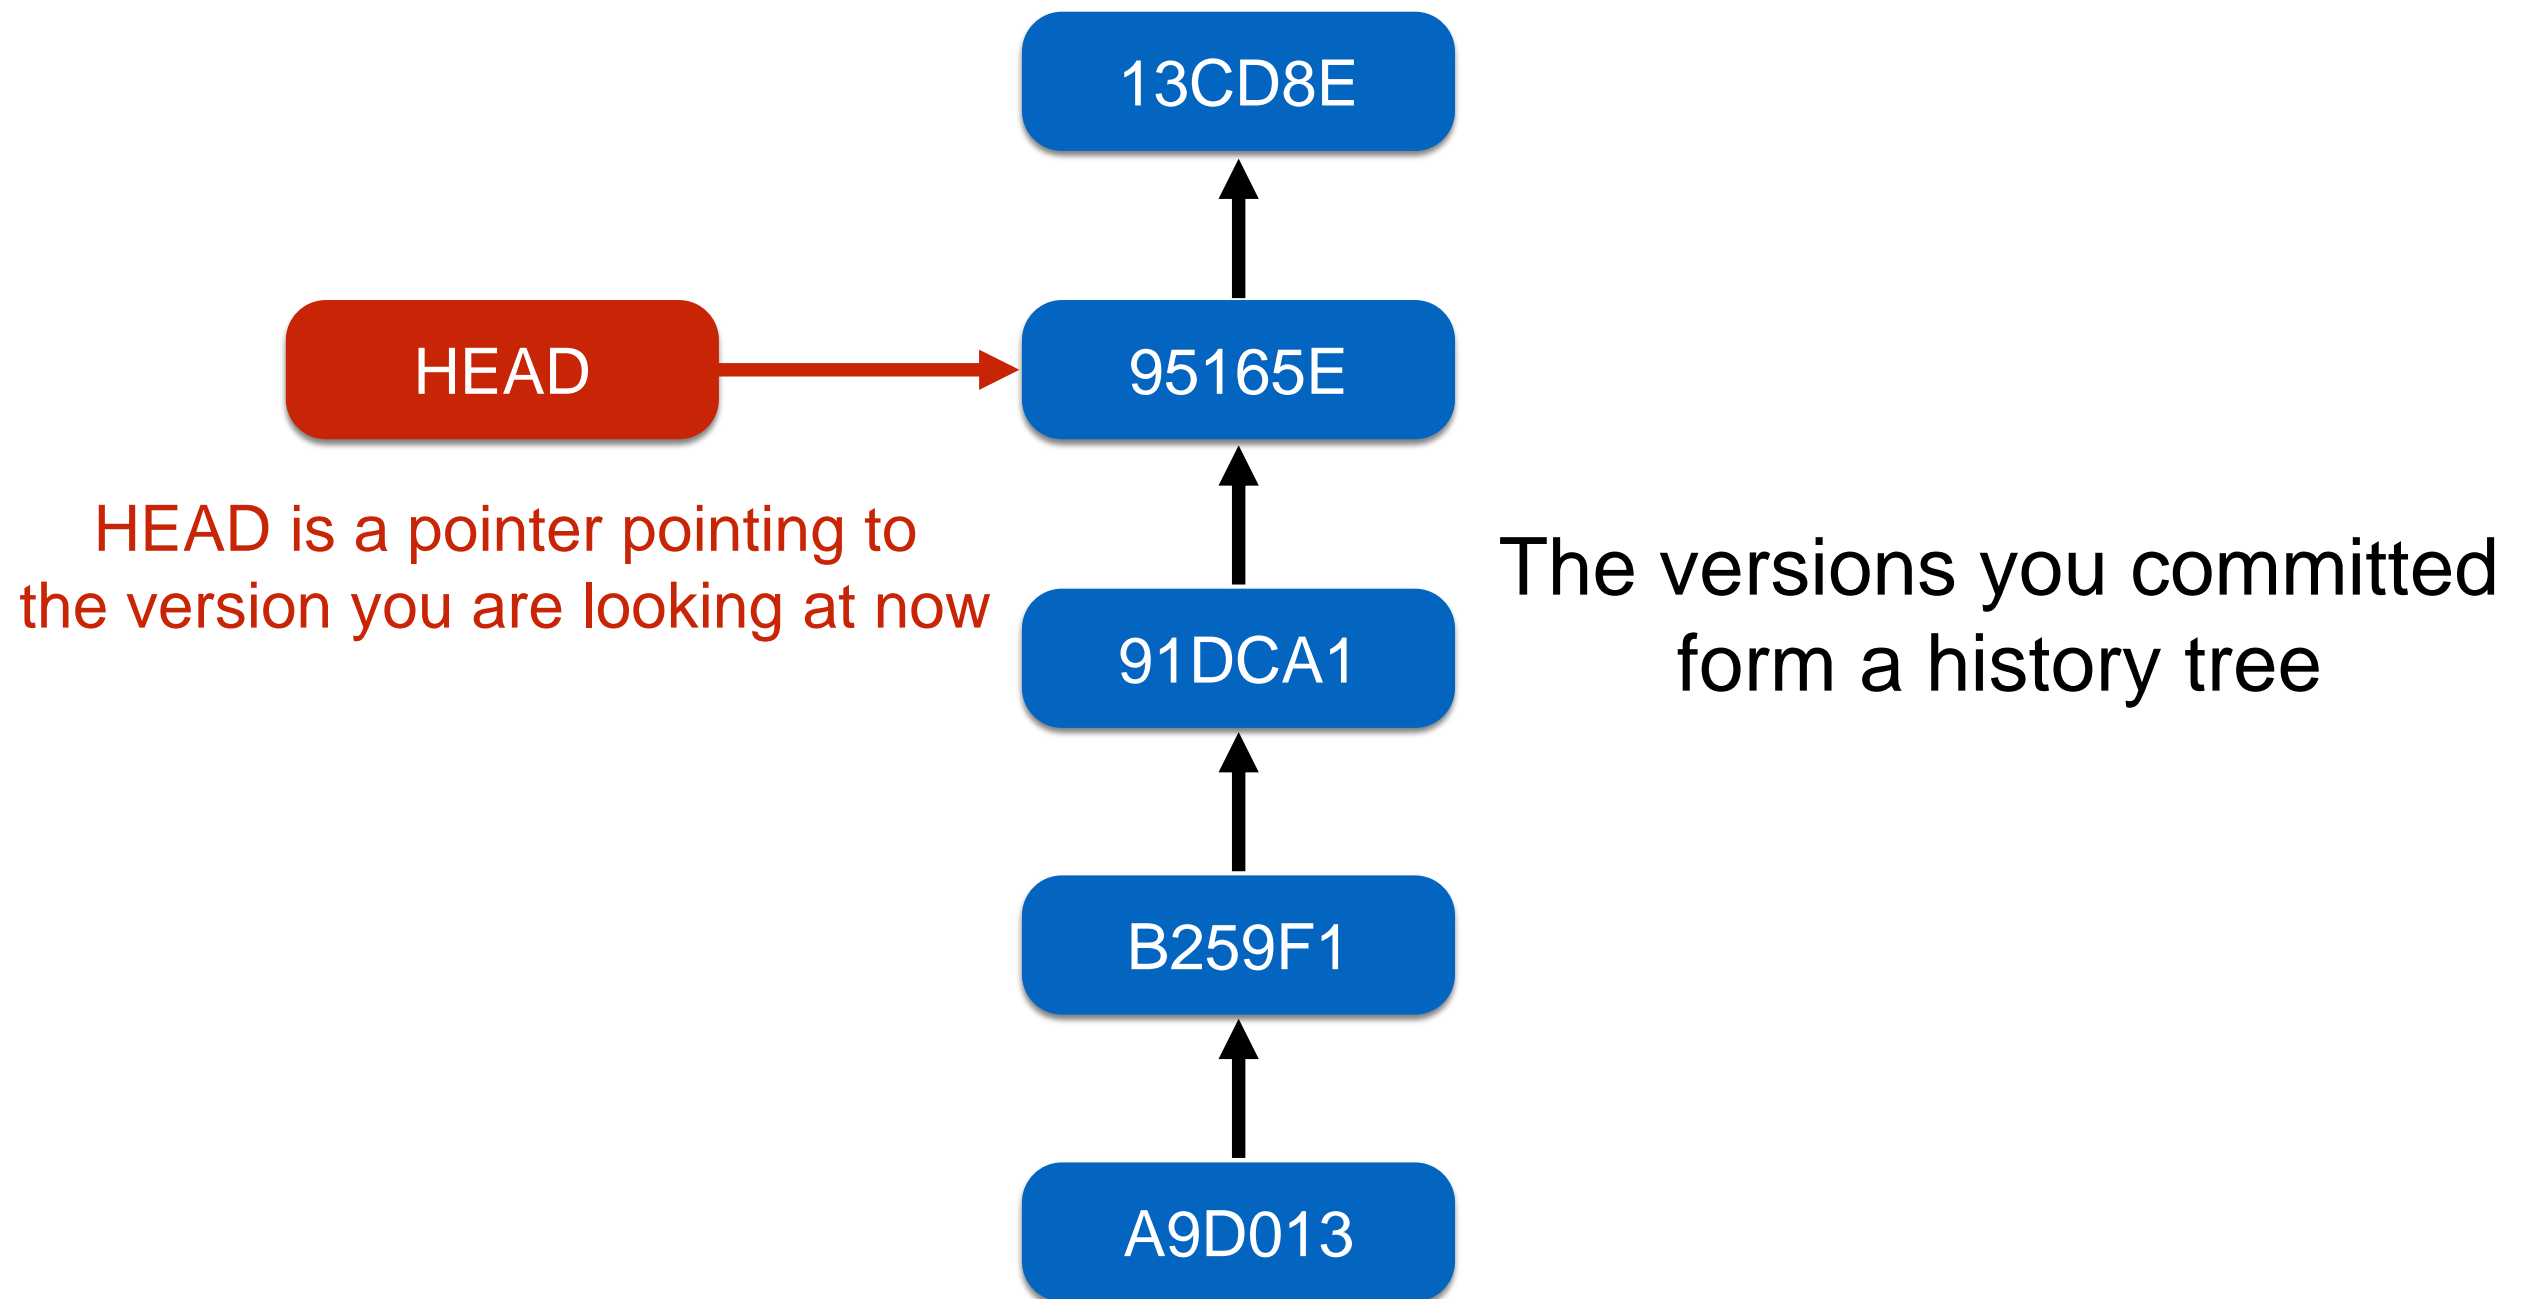 13CD8E
HEAD
95165E
HEAD is a pointer pointing to
the version you are looking at now
The versions you committed
form a history tree
91DCA1
B259F1
A9D013